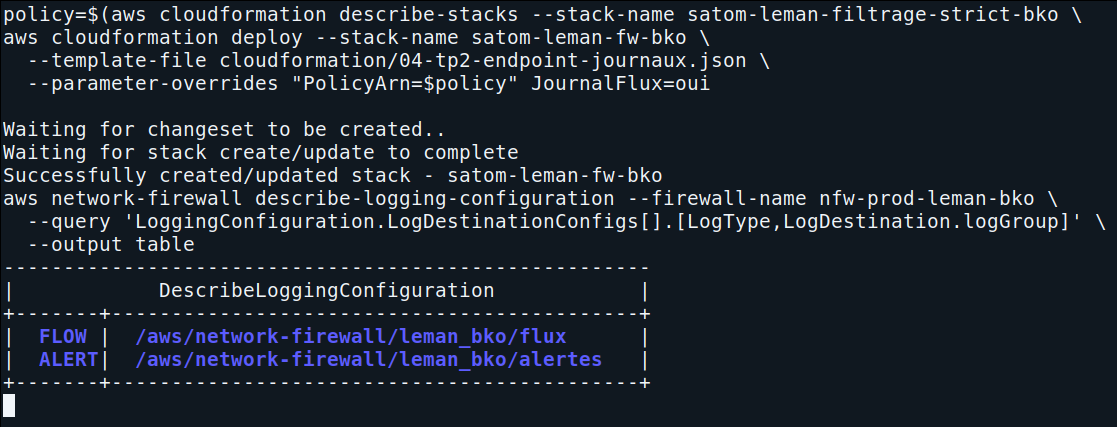 policy=$(aws cloudformation describe-stacks --stack-name satom-leman-filtrage-strict-bko \
aws cloudformation deploy --stack-name satom-leman-fw-bko \
  --template-file cloudformation/04-tp2-endpoint-journaux.json \
  --parameter-overrides "PolicyArn=$policy" JournalFlux=oui

Waiting for changeset to be created..
Waiting for stack create/update to complete
Successfully created/updated stack - satom-leman-fw-bko
aws network-firewall describe-logging-configuration --firewall-name nfw-prod-leman-bko \
  --query 'LoggingConfiguration.LogDestinationConfigs[].[LogType,LogDestination.logGroup]' \
  --output table
------------------------------------------------------
|            DescribeLoggingConfiguration            |
+-------+--------------------------------------------+
|  FLOW |  /aws/network-firewall/leman_bko/flux      |
|  ALERT|  /aws/network-firewall/leman_bko/alertes   |
+-------+--------------------------------------------+